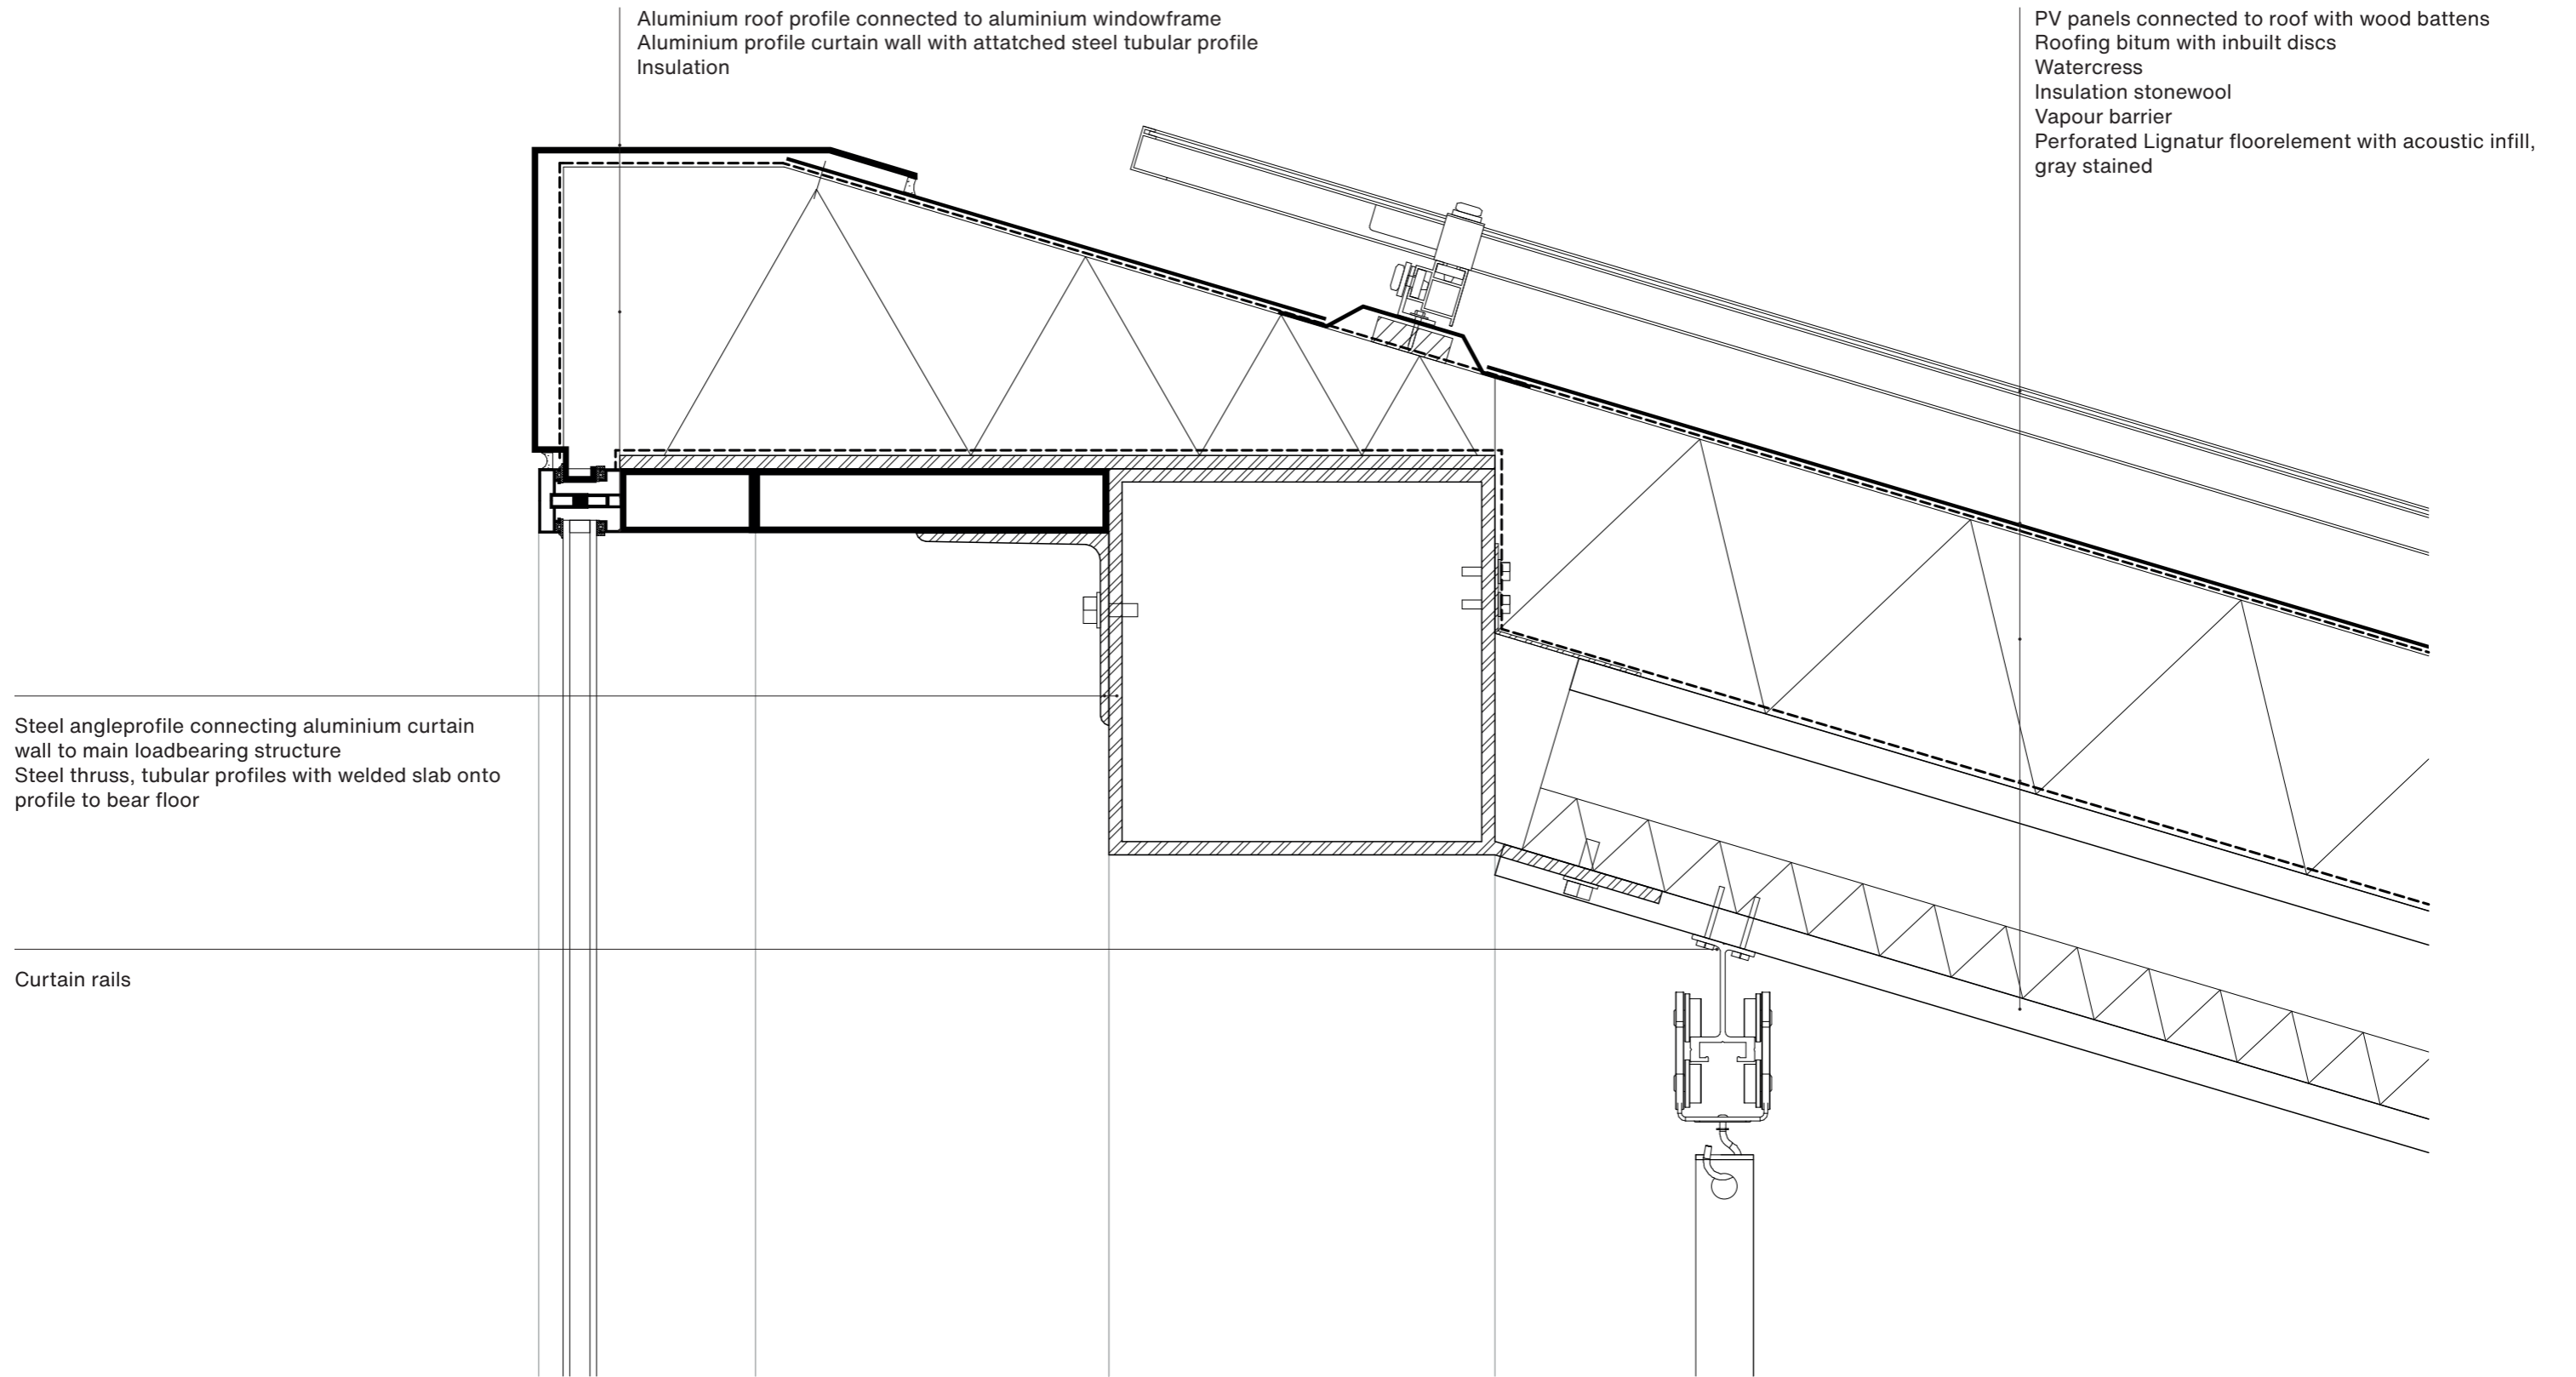 Aluminium roof profile connected to aluminium windowframe
Aluminium profile curtain wall with attatched steel tubular profile
Insulation
PV panels connected to roof with wood battens
Roofing bitum with inbuilt discs
Watercress
Insulation stonewool
Vapour barrier
Perforated Lignatur floorelement with acoustic infill,
gray stained
Steel angleprofile connecting aluminium curtain
wall to main loadbearing structure
Steel thruss, tubular profiles with welded slab onto
profile to bear floor
Curtain rails